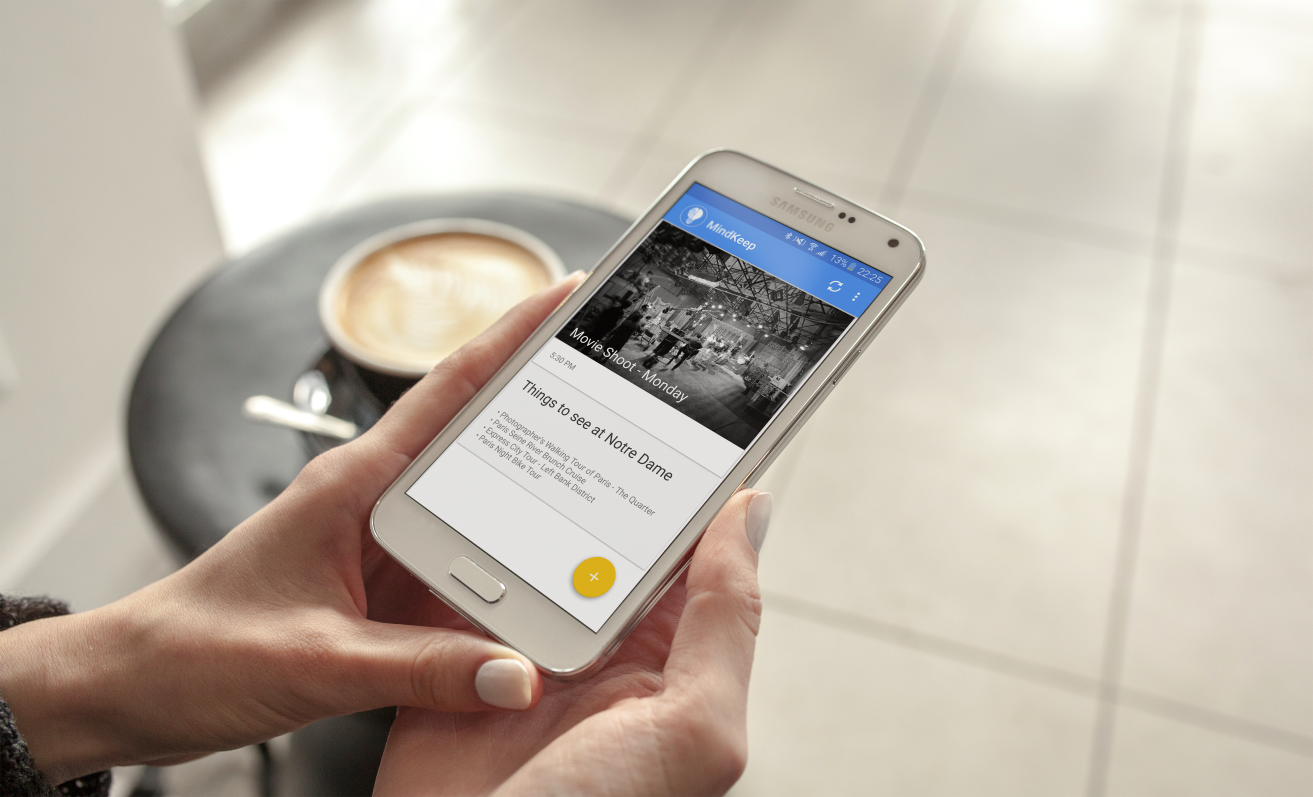 SAMSUNG
13% 22:25
MindKeep
Movie Shoot - Monday
5:30 PM
Things to see at Notre Dame
• Photographer's Walking Tour of Paris - The Quarter
• Paris Seine River Brunch Cruise
• Express City Tour - Left Bank District
• Paris Night Bike Tour
+